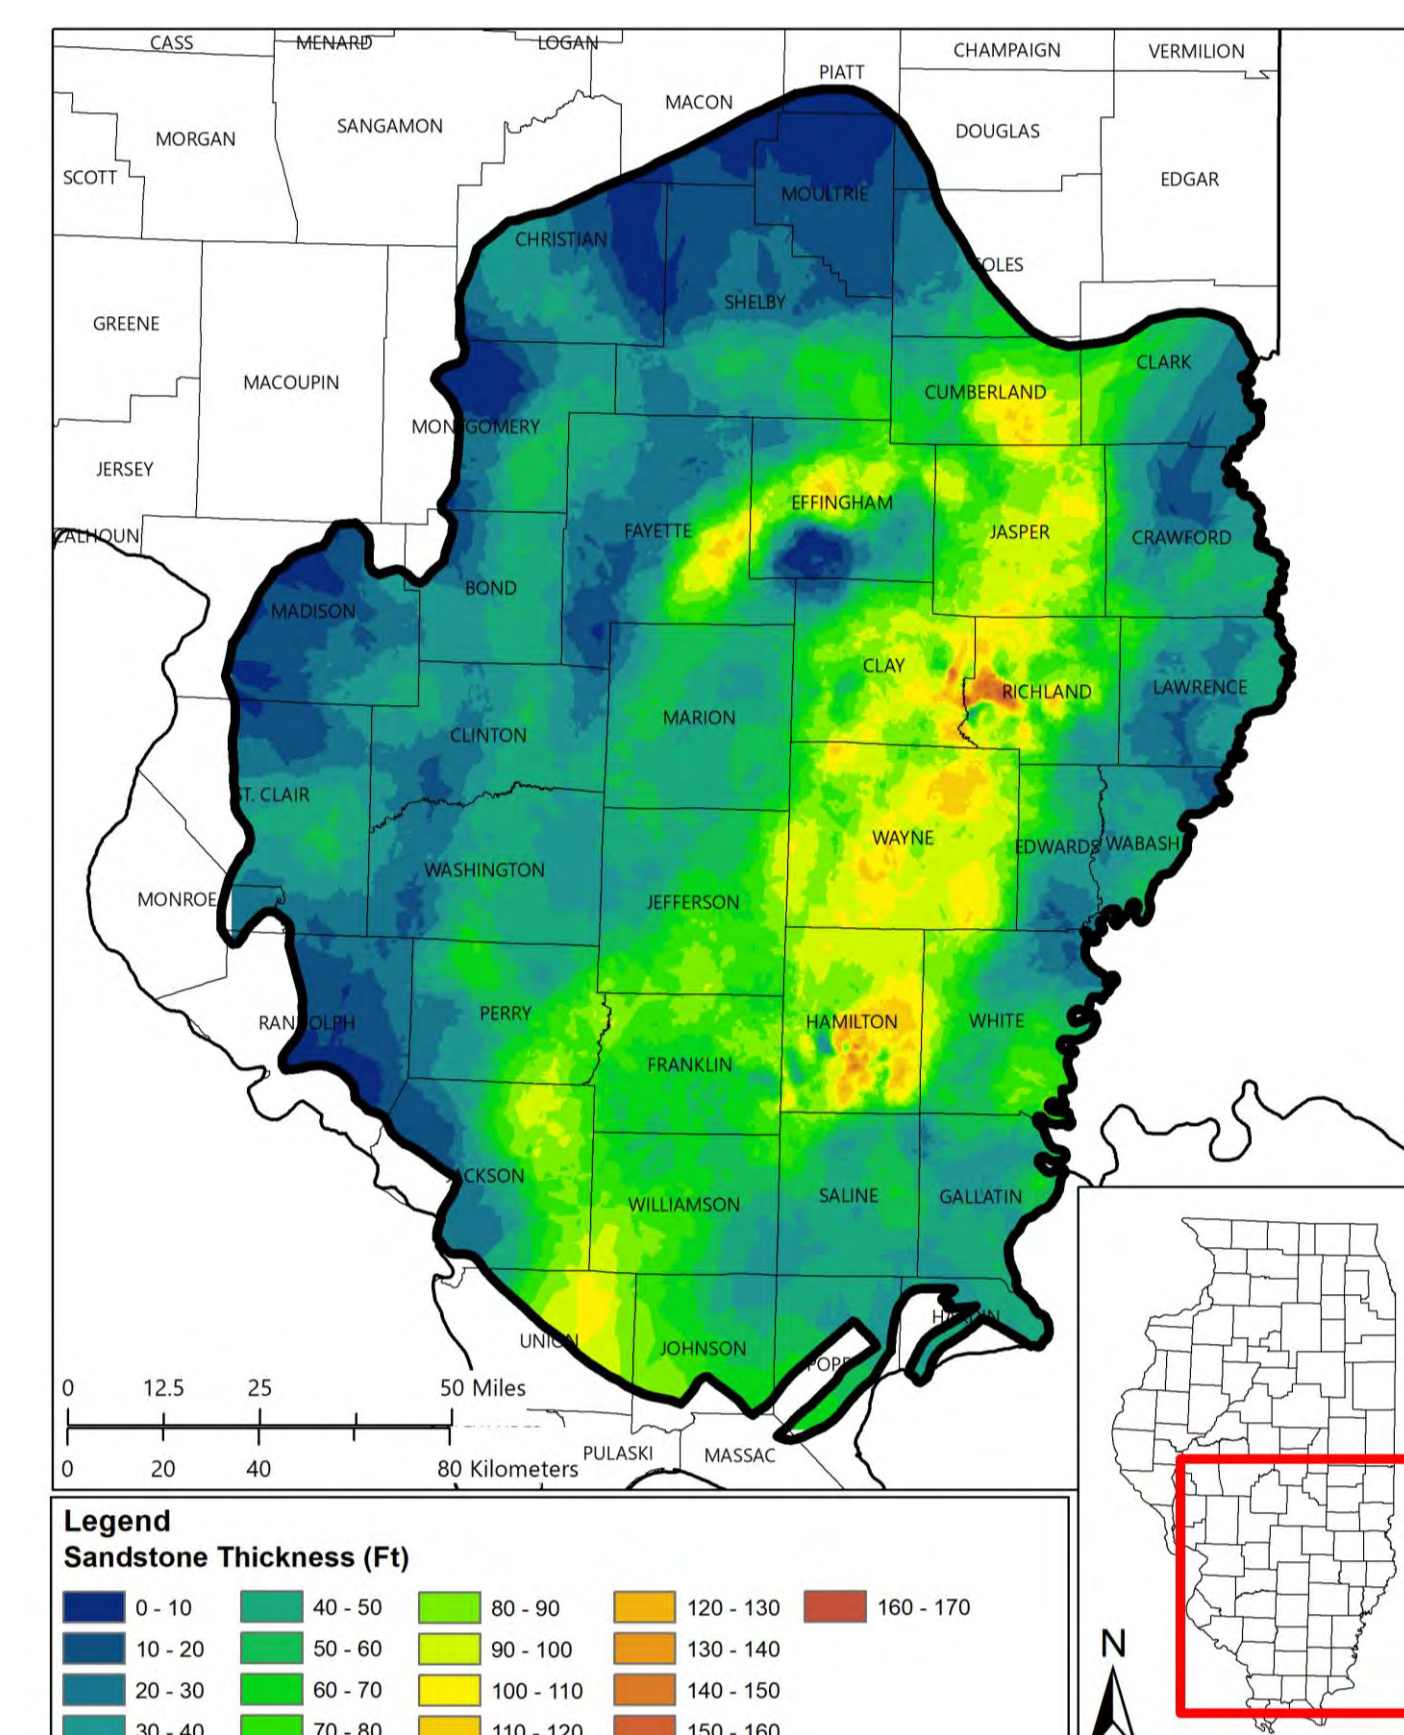 CASS MENARD LOGAN CHAMPAIGN VERMILION
PIATT
MACON
MORGAN SANGAMON DOUGLAS
SCOTT MOULTRIE EDGAR
CHRISTIAN
COLES
SHELBY
GREENE
MACOUPIN CLARK
CUMBERLAND
MONTGOMERY
JERSEY
EFFINGHAM
CALHOUN FAYETTE JASPER CRAWFORD
BOND
MADISON
CLAY
RICHLAND LAWRENCE
MARION
CLINTON
ST. CLAIR
WAYNE EDWARDS WABASH
WASHINGTON
MONROE JEFFERSON
PERRY
RANDOLPH HAMILTON WHITE
FRANKLIN
JACKSON
WILLIAMSON SALINE GALLATIN
HARDIN
UNION JOHNSON
POPE
0 12.5 25 50 Miles
PULASKI MASSAC
0 20 40 80 Kilometers
Legend
Sandstone Thickness (Ft)
0 - 10 40 - 50 80 - 90 120 - 130 160 - 170
10 - 20 50 - 60 90 - 100 130 - 140
20 - 30 60 - 70 100 - 110 140 - 150
30 - 40 70 - 80 110 - 120 150 - 160
N